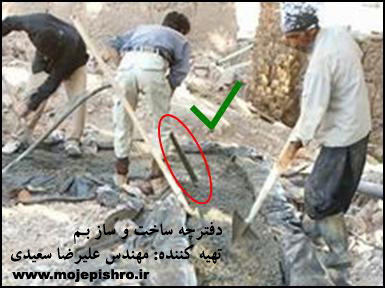 دفترچه ساخت و ساز بم
تهیه کننده: مهندس علیرضا سعیدی
www.mojepishro.ir